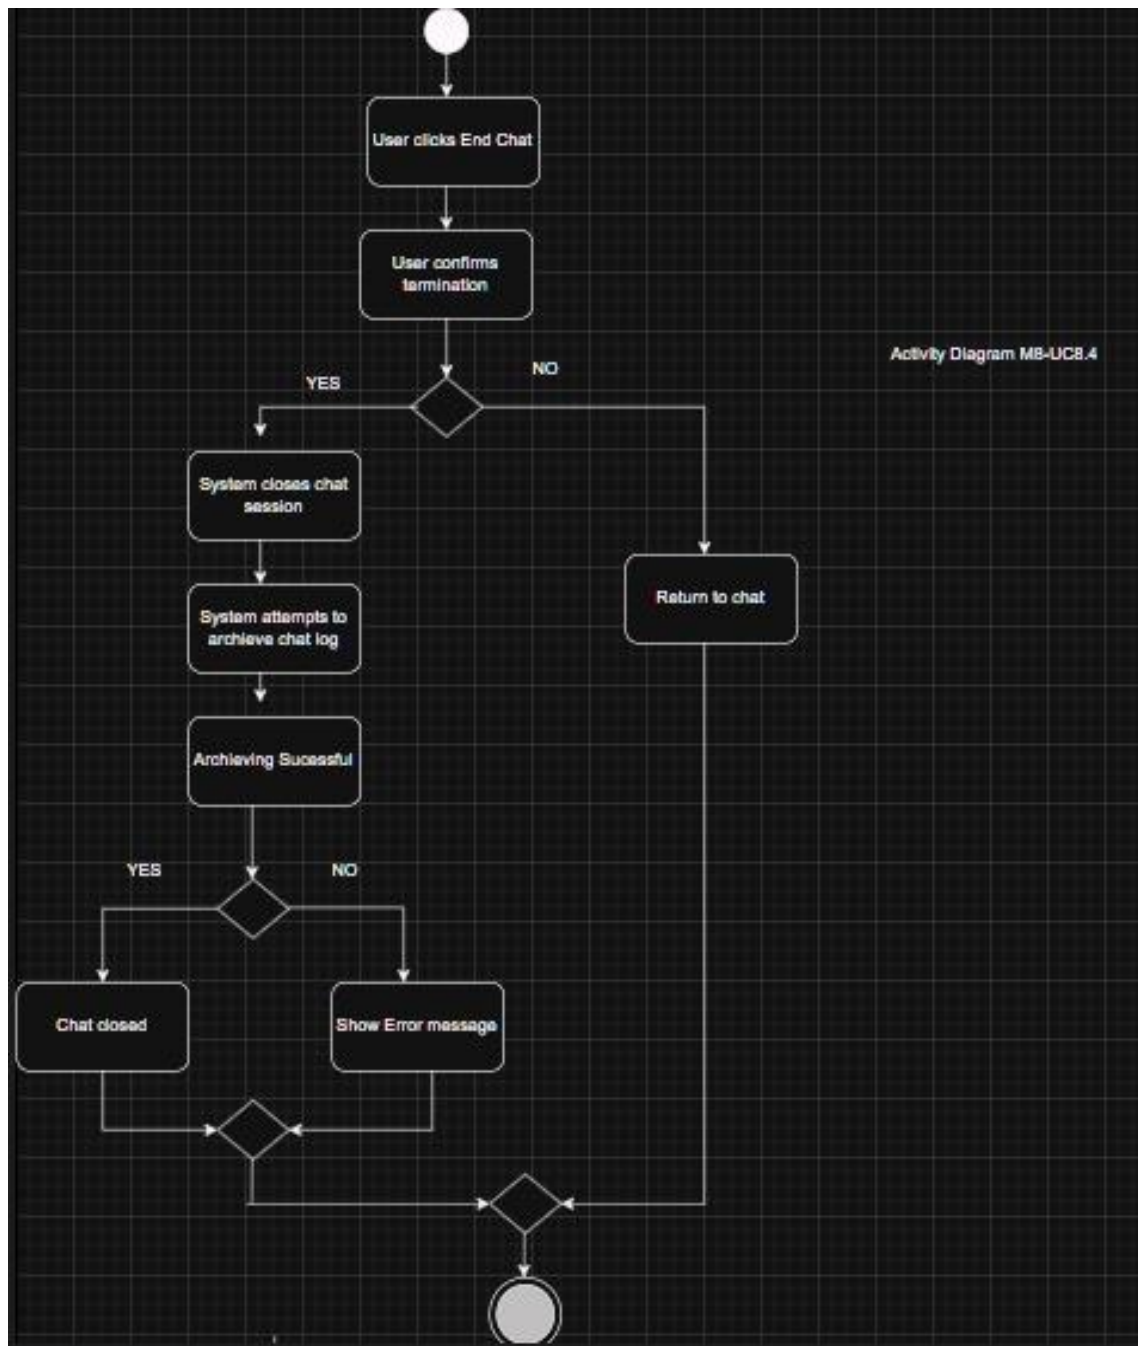 User clicks End Chat
User confirms
termination
Activity Diagram M8-UC8.4
NO
YES
System closes chat
session
System attempts to
archieve chat log
Return to chat
Archieving Sucessful
YES
NO
Chat closed
Show Error message